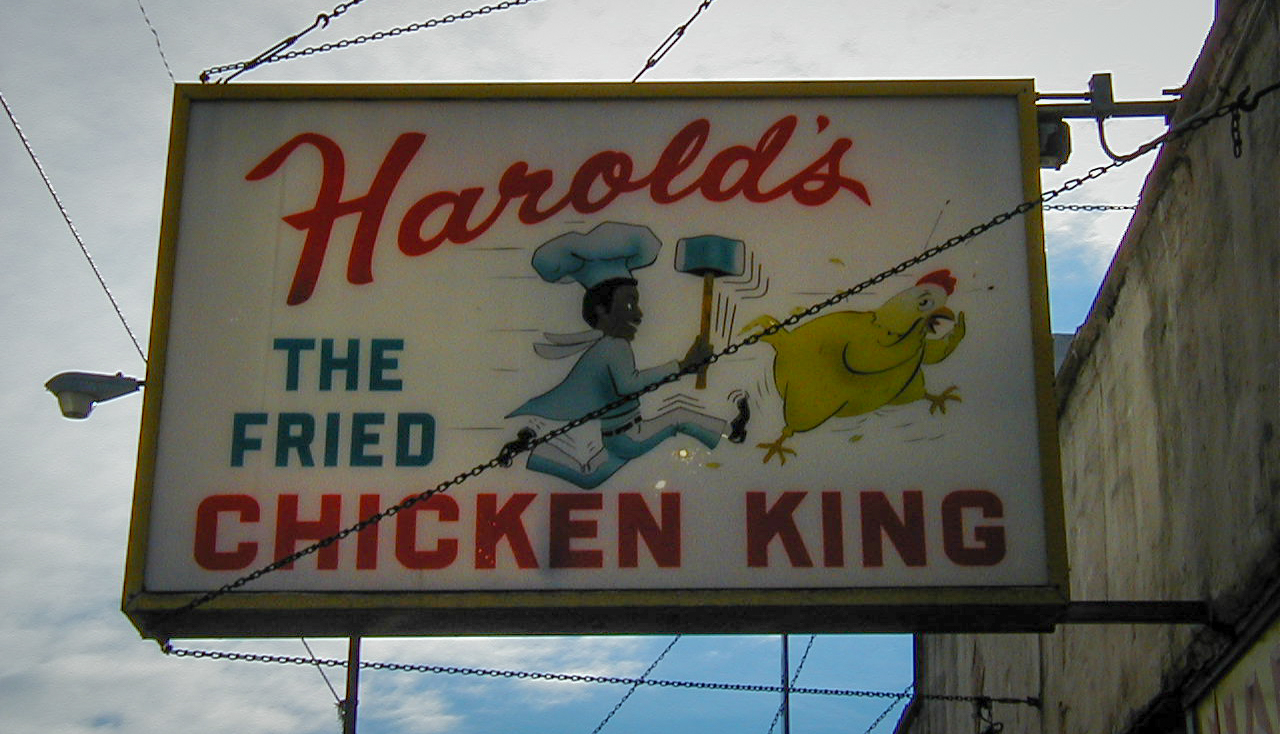 Harold's
THE
FRIED
CHICKEN KING